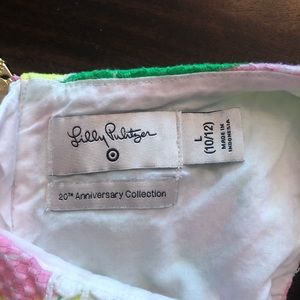 Lilly Pulitzer
L
(10/12)
MADE IN
INDONESIA
20TH Anniversary Collection